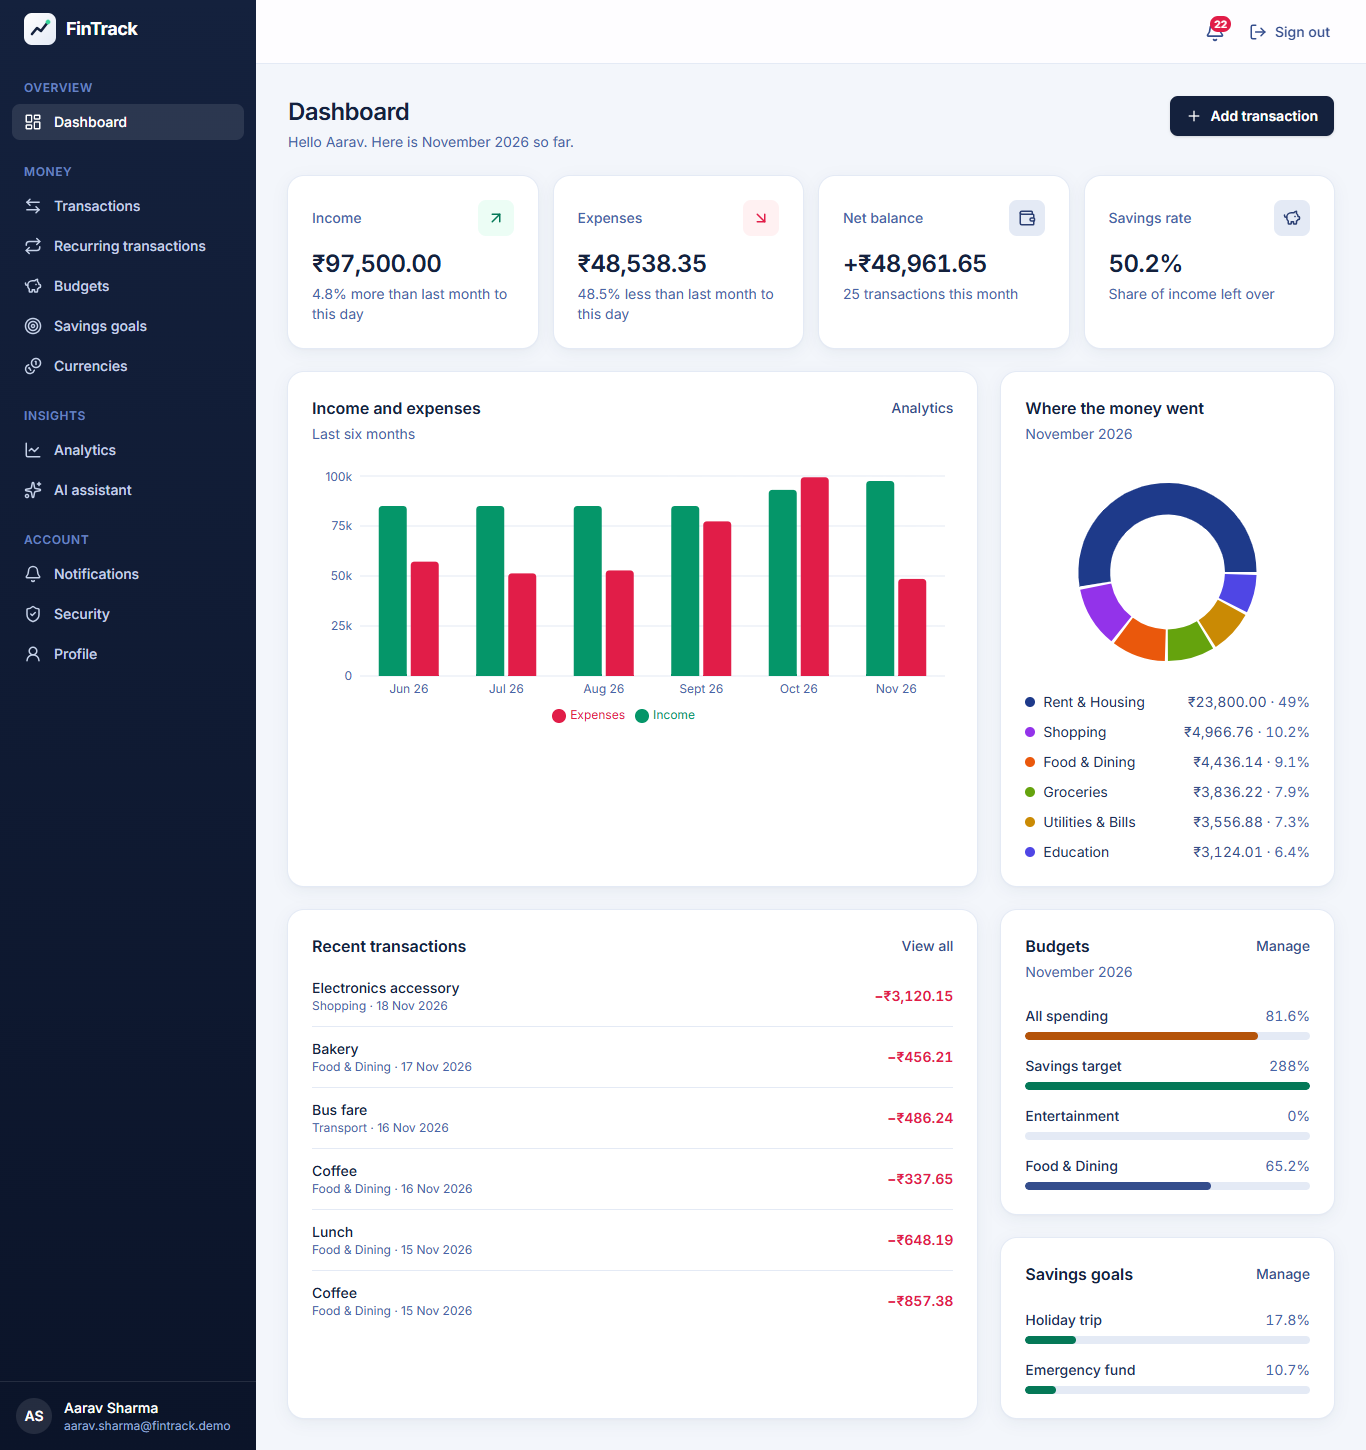 FinTrack
OVERVIEW
Dashboard
MONEY
Transactions
Recurring transactions
Budgets
Savings goals
Currencies
INSIGHTS
Analytics
AI assistant
ACCOUNT
Notifications
Security
Profile
AS
Aarav Sharma
aarav.sharma@fintrack.demo
22
Sign out
Dashboard
Hello Aarav. Here is November 2026 so far.
Add transaction
Income
₹97,500.00
4.8% more than last month to
this day
Expenses
₹48,538.35
48.5% less than last month to
this day
Net balance
+₹48,961.65
25 transactions this month
Savings rate
50.2%
Share of income left over
Income and expenses
Analytics
Last six months
100k
75k
50k
25k
0
Jun 26
Jul 26
Aug 26
Sept 26
Oct 26
Nov 26
Expenses
Income
Where the money went
November 2026
Rent & Housing ₹23,800.00 · 49%
Shopping ₹4,966.76 · 10.2%
Food & Dining ₹4,436.14 · 9.1%
Groceries ₹3,836.22 · 7.9%
Utilities & Bills ₹3,556.88 · 7.3%
Education ₹3,124.01 · 6.4%
Recent transactions
View all
Electronics accessory
Shopping · 18 Nov 2026
−₹3,120.15
Bakery
Food & Dining · 17 Nov 2026
−₹456.21
Bus fare
Transport · 16 Nov 2026
−₹486.24
Coffee
Food & Dining · 16 Nov 2026
−₹337.65
Lunch
Food & Dining · 15 Nov 2026
−₹648.19
Coffee
Food & Dining · 15 Nov 2026
−₹857.38
Budgets
Manage
November 2026
All spending 81.6%
Savings target 288%
Entertainment 0%
Food & Dining 65.2%
Savings goals
Manage
Holiday trip 17.8%
Emergency fund 10.7%